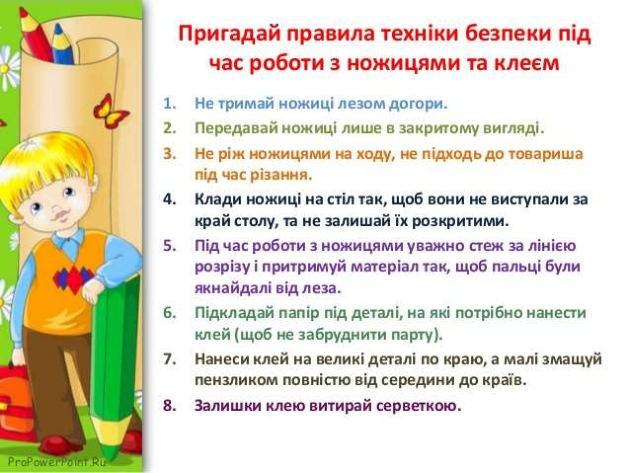 Пригадай правила техніки безпеки під
час роботи з ножицями та клеєм
1. Не тримай ножиці лезом догори.
2. Передавай ножиці лише в закритому вигляді.
3. Не ріж ножицями на ходу, не підходь до товариша
під час різання.
4. Клади ножиці на стіл так, щоб вони не виступали за
край столу, та не залишай їх розкритими.
5. Під час роботи з ножицями уважно стеж за лінією
розрізу і притримуй матеріал так, щоб пальці були
якнайдалі від леза.
6. Підкладай папір під деталі, на які потрібно нанести
клей (щоб не забруднити парту).
7. Нанеси клей на великі деталі по краю, а малі змащуй
пензликом повністю від середини до країв.
8. Залишки клею витирай серветкою.
ProPowerPoint.Ru